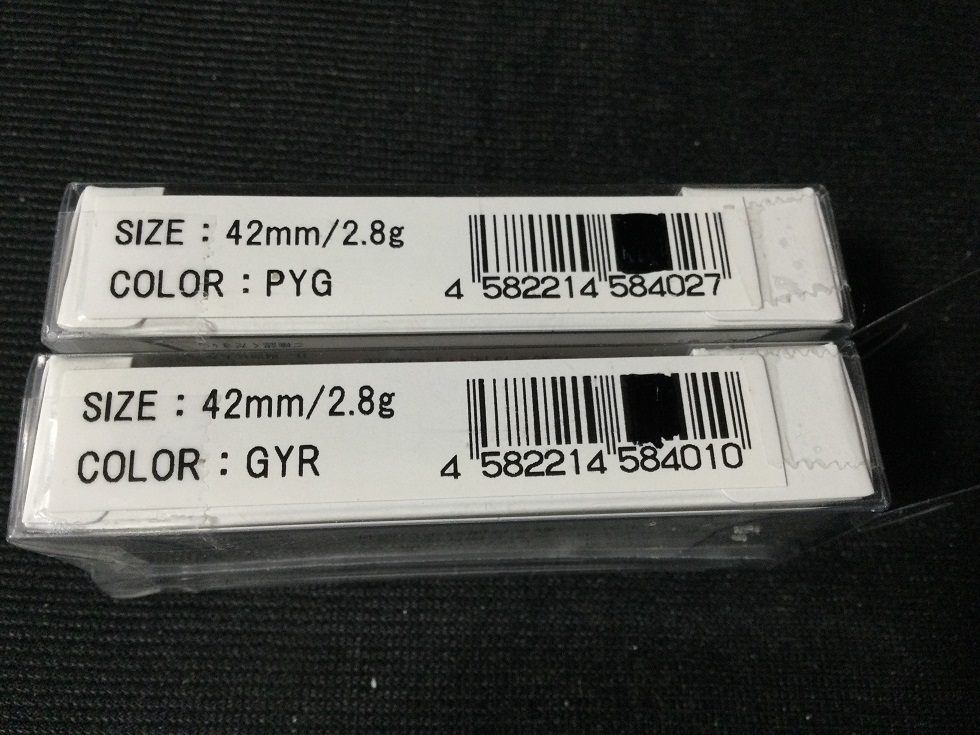 SIZE : 42mm/2.8g
COLOR : PYG
4 582214 584027
SIZE : 42mm/2.8g
COLOR : GYR
4 582214 584010